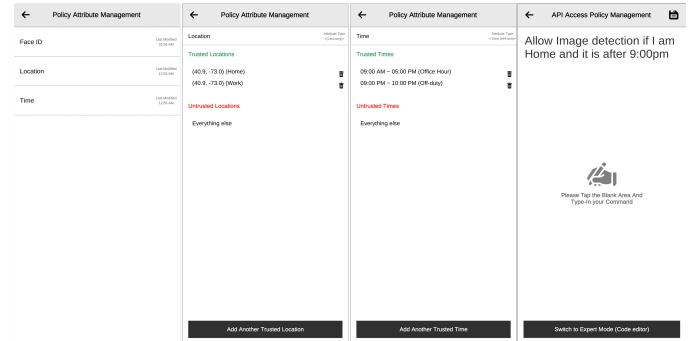 Policy Attribute Management
Face ID
Last Modified
Location
Last Modified
Time
Last Modified
Policy Attribute Management
Location
Attribute Type
Trusted Locations
(40.9, -73.0) (Home)
(40.9, -73.0) (Work)
Untrusted Locations
Everything else
Add Another Trusted Location
Policy Attribute Management
Time
Attribute Type
Trusted Times
09:00 AM ~ 05:00 PM (Office Hour)
09:00 PM ~ 10:00 PM (Off-duty)
Untrusted Times
Everything else
Add Another Trusted Time
API Access Policy Management
Allow Image detection if I am
Home and it is after 9:00pm
Please Tap the Blank Area And
Type-In your Command
Switch to Expert Mode (Code editor)